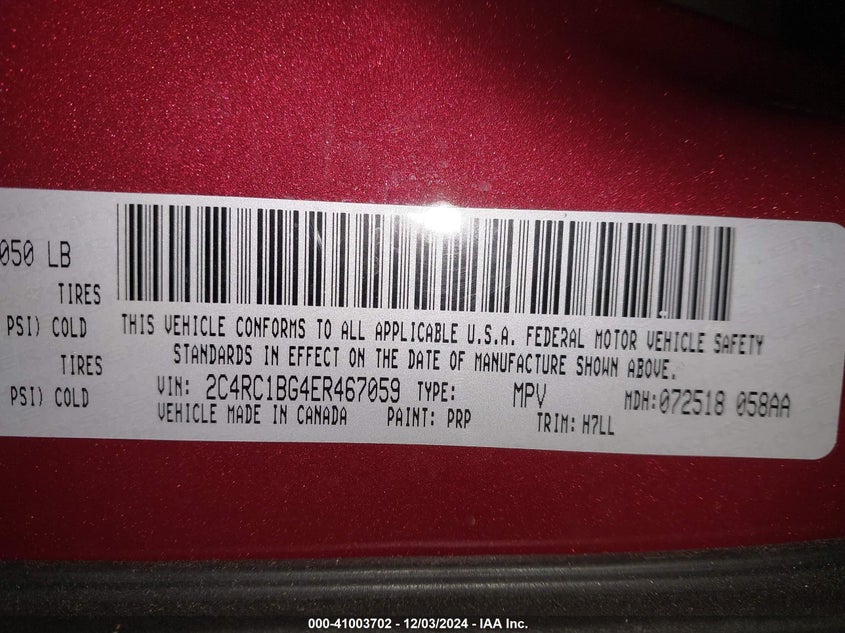 050 LB
TIRES
PSI) COLD
TIRES
PSI) COLD
THIS VEHICLE CONFORMS TO ALL APPLICABLE U.S.A. FEDERAL MOTOR VEHICLE SAFETY
STANDARDS IN EFFECT ON THE DATE OF MANUFACTURE SHOWN ABOVE.
VIN: 2C4RC1BG4ER467059 TYPE: MPV MDH:072518 058AA
VEHICLE MADE IN CANADA PAINT: PRP TRIM: H7LL
000-41003702 - 12/03/2024 - IAA Inc.